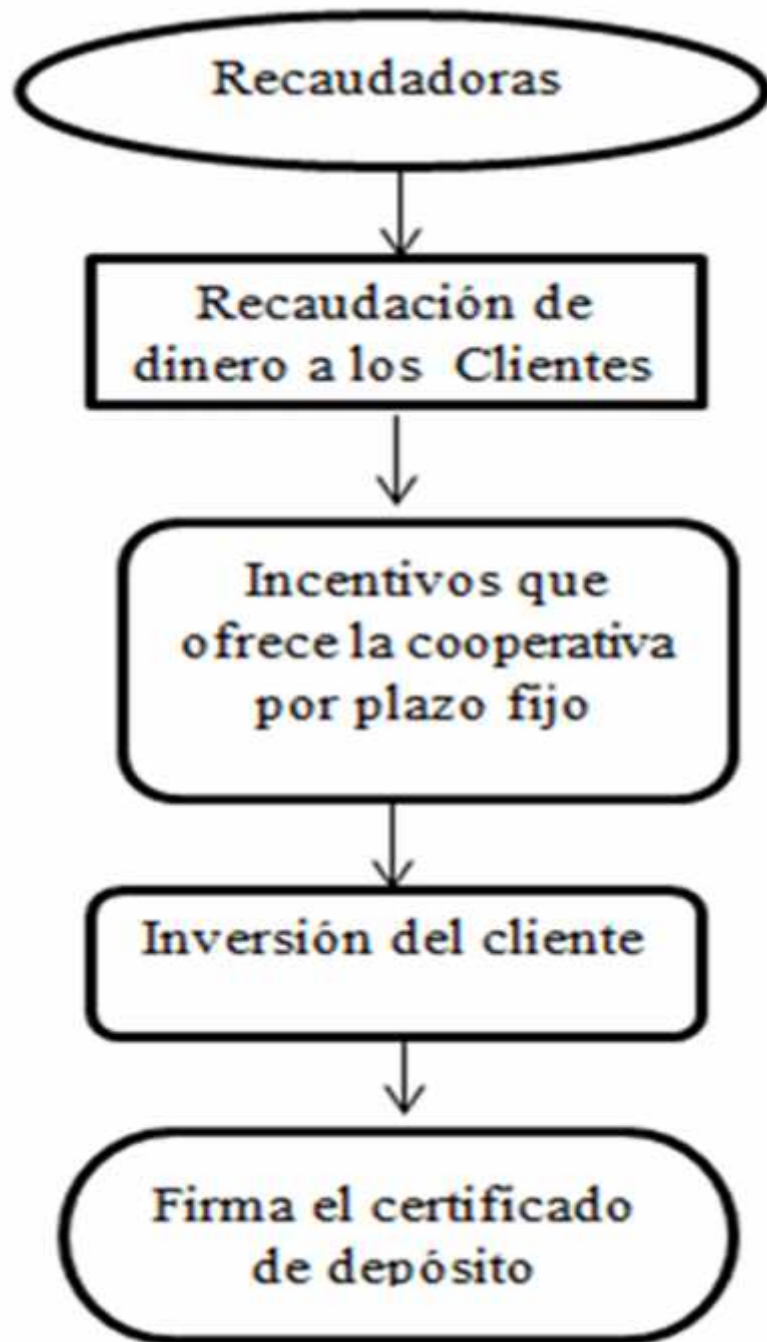 Recaudadoras
Recaudación de
dinero a los Clientes
Incentivos que
ofrece la cooperativa
por plazo fijo
Inversión del cliente
Firma el certificado
de depósito